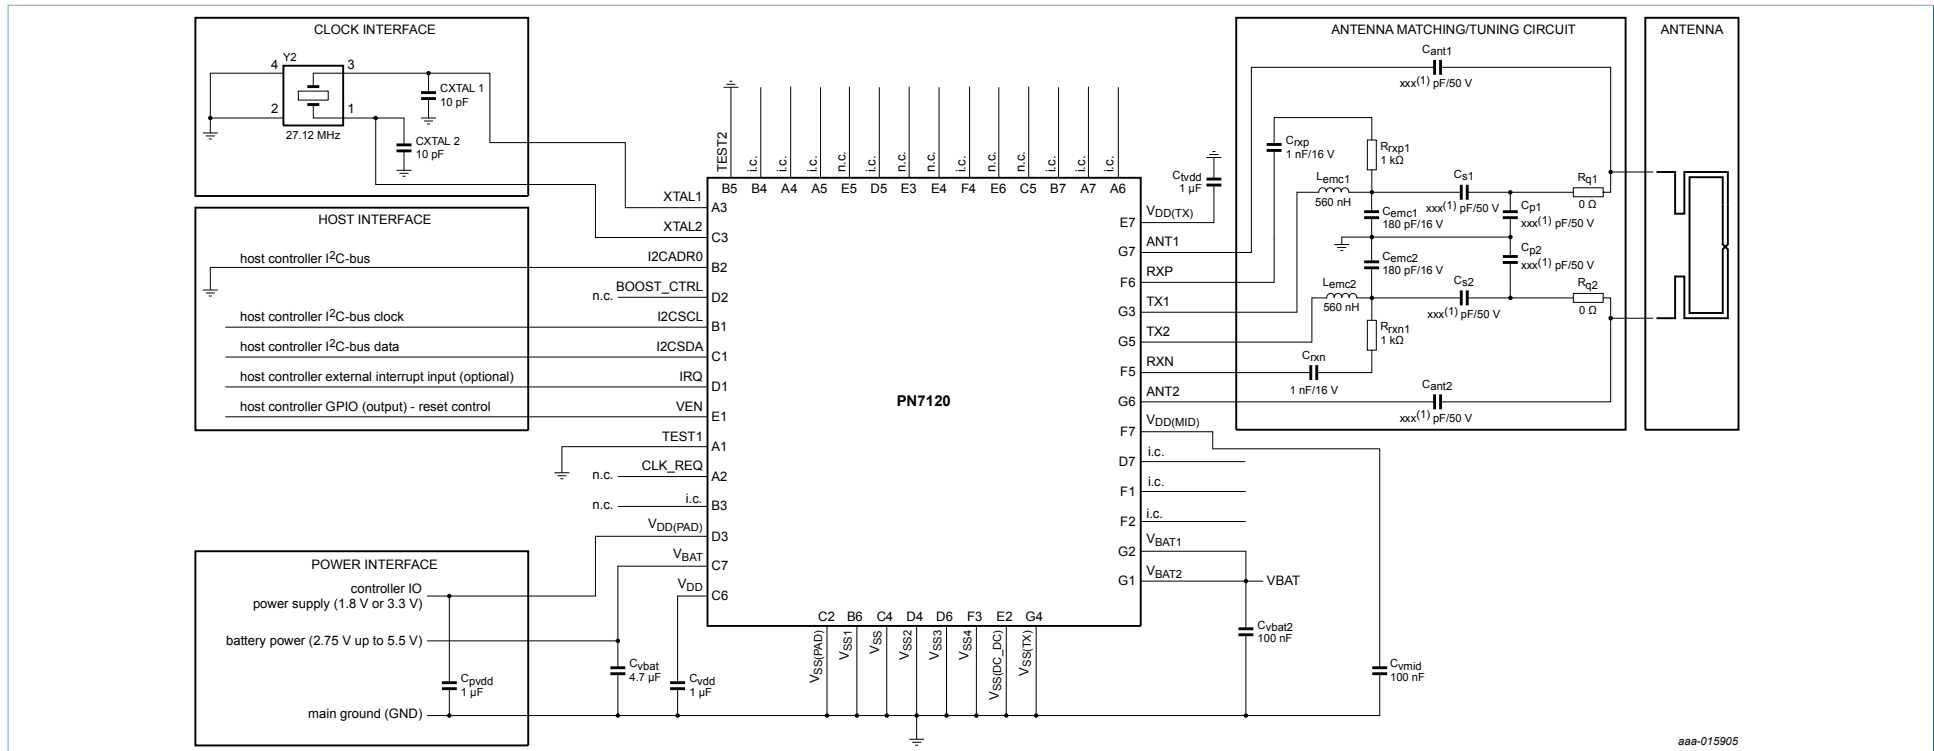 CLOCK INTERFACE
Y2
4
3
2
1
27.12 MHz
CXTAL 1
10 pF
CXTAL 2
10 pF
HOST INTERFACE
host controller I2C-bus
host controller I2C-bus clock
host controller I2C-bus data
host controller external interrupt input (optional)
host controller GPIO (output) - reset control
n.c.
n.c.
n.c.
POWER INTERFACE
controller IO
power supply (1.8 V or 3.3 V)
battery power (2.75 V up to 5.5 V)
main ground (GND)
Cpvdd
1 µF
Cvbat
4.7 µF
Cvdd
1 µF
XTAL1
A3
XTAL2
C3
I2CADR0
B2
BOOST_CTRL
D2
I2CSCL
B1
I2CSDA
C1
IRQ
D1
VEN
E1
TEST1
A1
CLK_REQ
A2
i.c.
B3
VDD(PAD)
D3
VBAT
C7
VDD
C6
TEST2 i.c. i.c. i.c. n.c. i.c. n.c. n.c. i.c. n.c. n.c. i.c. i.c. i.c.
B5 B4 A4 A5 E5 D5 E3 E4 F4 E6 C5 B7 A7 A6
PN7120
C2 B6 C4 D4 D6 F3 E2 G4
VSS(PAD) VSS1 VSS VSS2 VSS3 VSS4 VSS(DC_DC) VSS(TX)
Ctvdd
1 µF
E7
VDD(TX)
G7
ANT1
F6
RXP
G3
TX1
G5
TX2
F5
RXN
G6
ANT2
F7
VDD(MID)
D7
i.c.
F1
i.c.
F2
i.c.
G2
VBAT1
G1
VBAT2
VBAT
Cvbat2
100 nF
Cvmid
100 nF
ANTENNA MATCHING/TUNING CIRCUIT
Cant1
xxx(1) pF/50 V
Crxp
1 nF/16 V
Rrxp1
1 kΩ
Lemc1
560 nH
Cs1
xxx(1) pF/50 V
Rq1
0 Ω
Cemc1
180 pF/16 V
Cp1
xxx(1) pF/50 V
Cemc2
180 pF/16 V
Cp2
xxx(1) pF/50 V
Lemc2
560 nH
Cs2
xxx(1) pF/50 V
Rq2
0 Ω
Rrxn1
1 kΩ
Crxn
1 nF/16 V
Cant2
xxx(1) pF/50 V
ANTENNA
aaa-015905